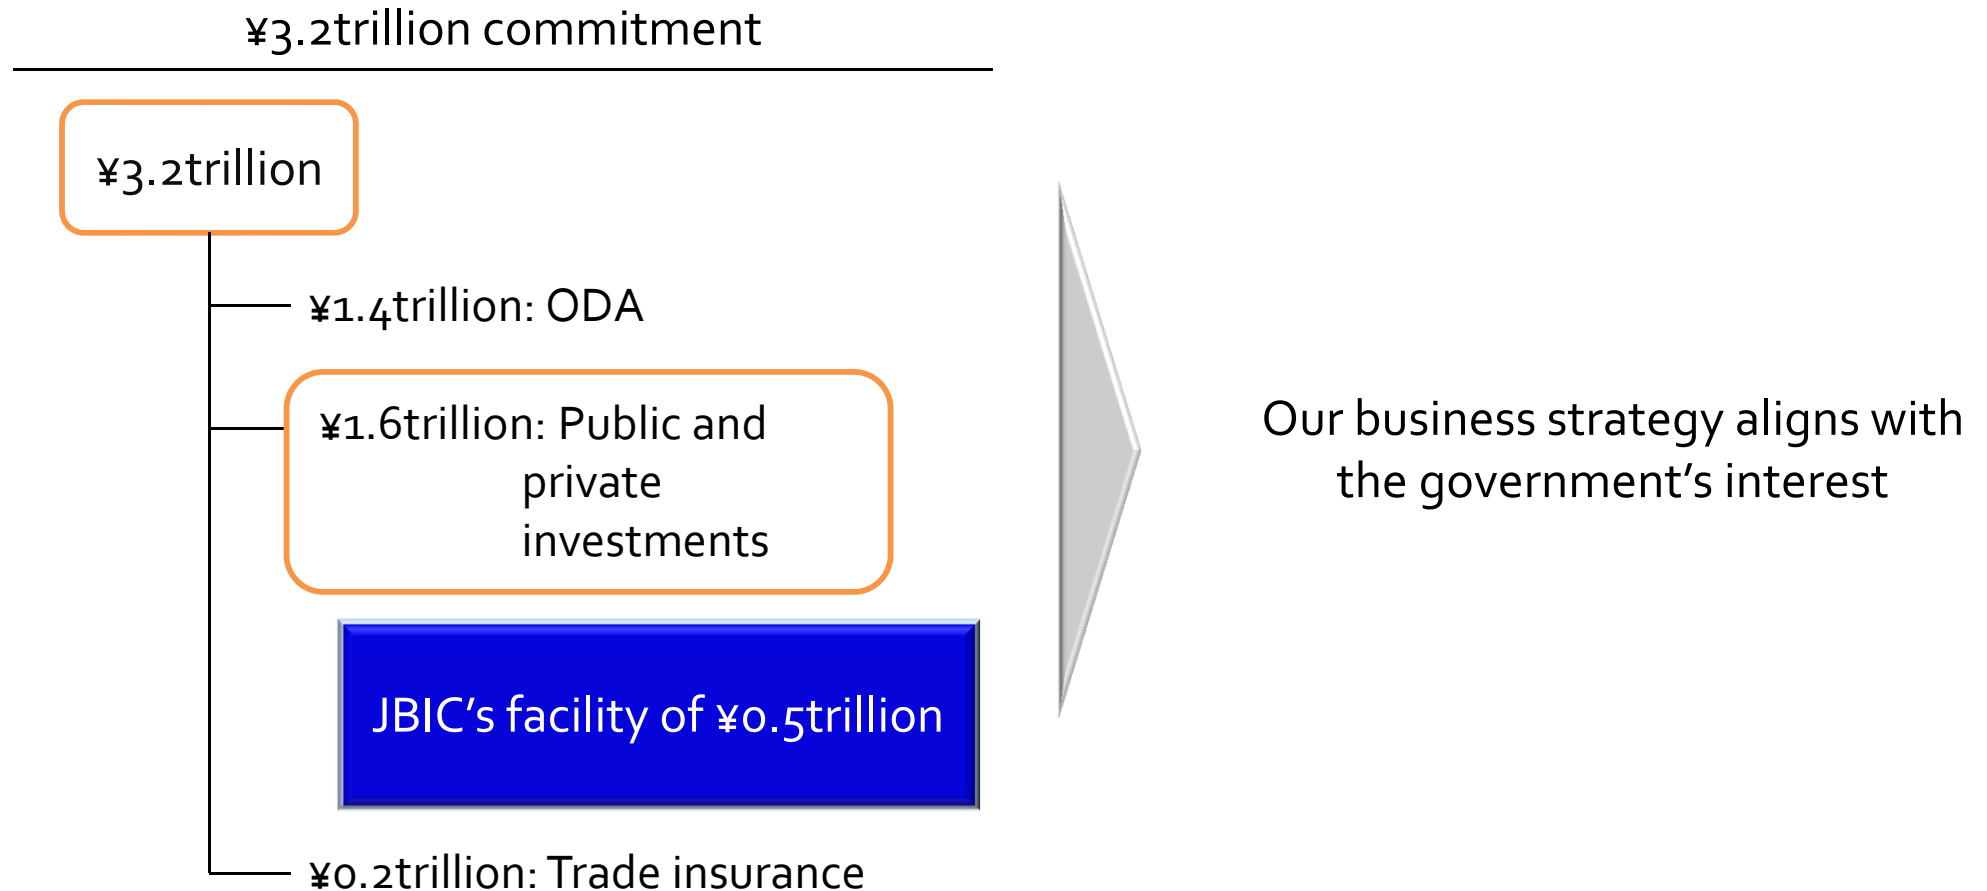 ¥3.2trillion commitment
¥3.2trillion
¥1.4trillion: ODA
¥1.6trillion: Public and
private
investments
JBIC’s facility of ¥0.5trillion
¥0.2trillion: Trade insurance
Our business strategy aligns with
the government’s interest